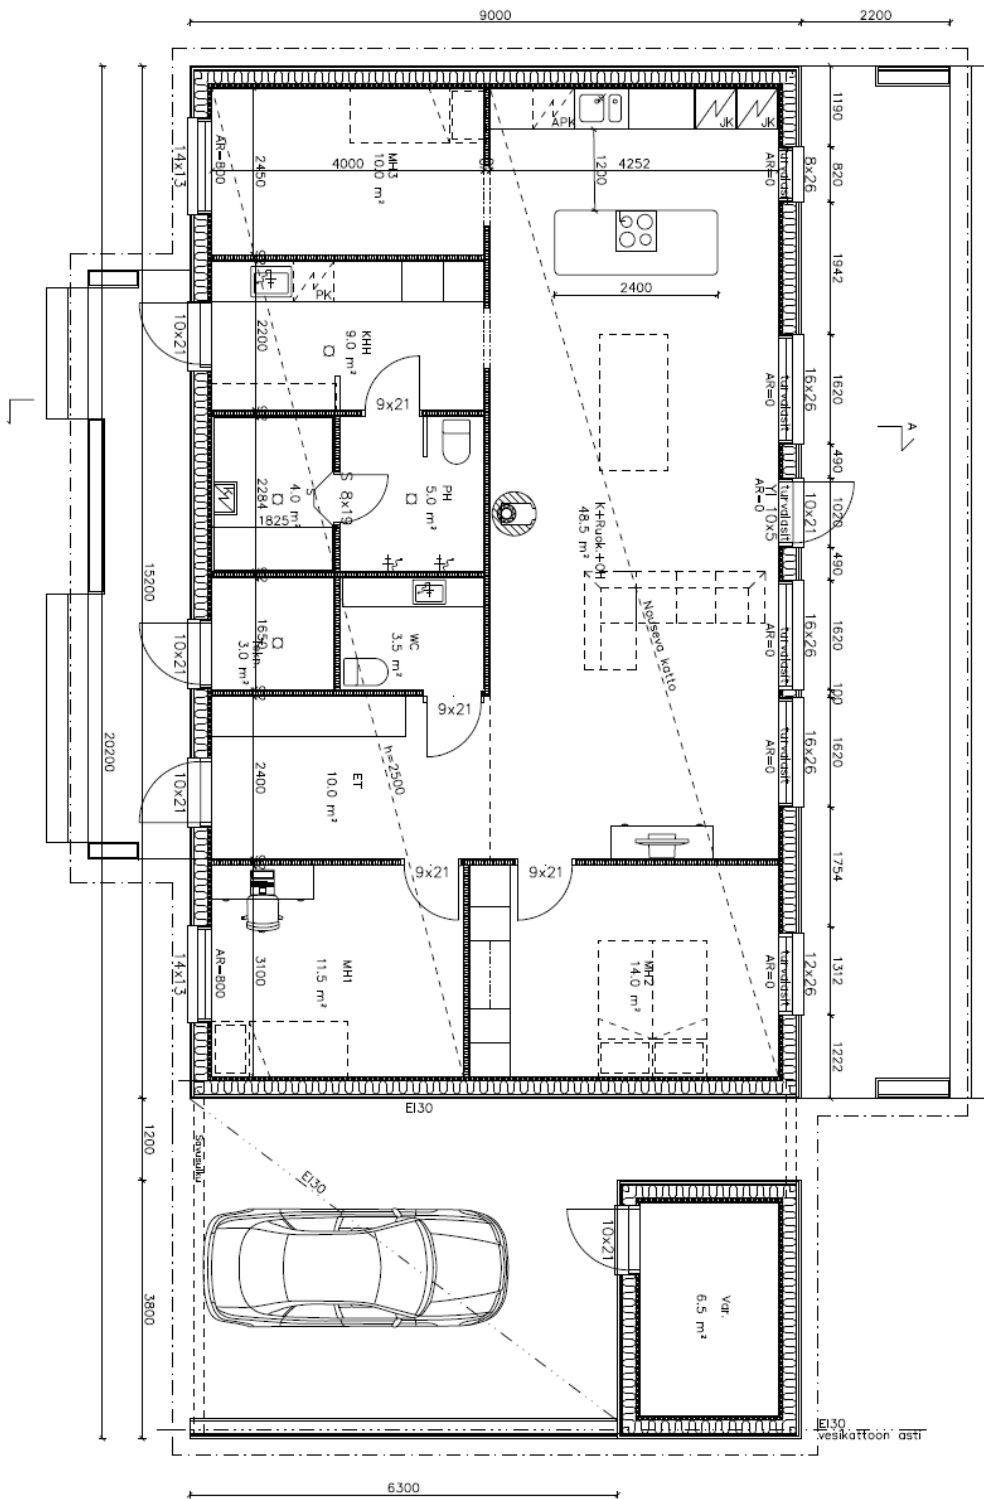 9000
2200
1190
820
1942
1620
490
1020
490
1620
100
1620
1754
1312
1222
14x13
AR=800
2450
4000
MH3
10.0 m²
APK
JK
JK
1200
4252
turvalasit
AR=0
8x26
2400
PK
10x21
2200
KHH
9.0 m²
9x21
turvalasit
AR=0
16x26
A
2284
S
4.0 m²
1825
S 8x19
PH
5.0 m²
K+Ruok.+OH
48.5 m²
turvalasit
Yl 10x5
AR=0
10x21
15200
20200
10x21
1650
3.0 m²
WC
3.5 m²
Nouseva katto
turvalasit
AR=0
16x26
9x21
10x21
2400
ET
10.0 m²
h=2500
turvalasit
AR=0
16x26
9x21
9x21
14x13
AR=800
3100
MH1
11.5 m²
MH2
14.0 m²
turvalasit
AR=0
12x26
EI30
1200
Savusulku
EI30
3800
10x21
Var.
6.5 m²
EI30
vesikattoon asti
6300